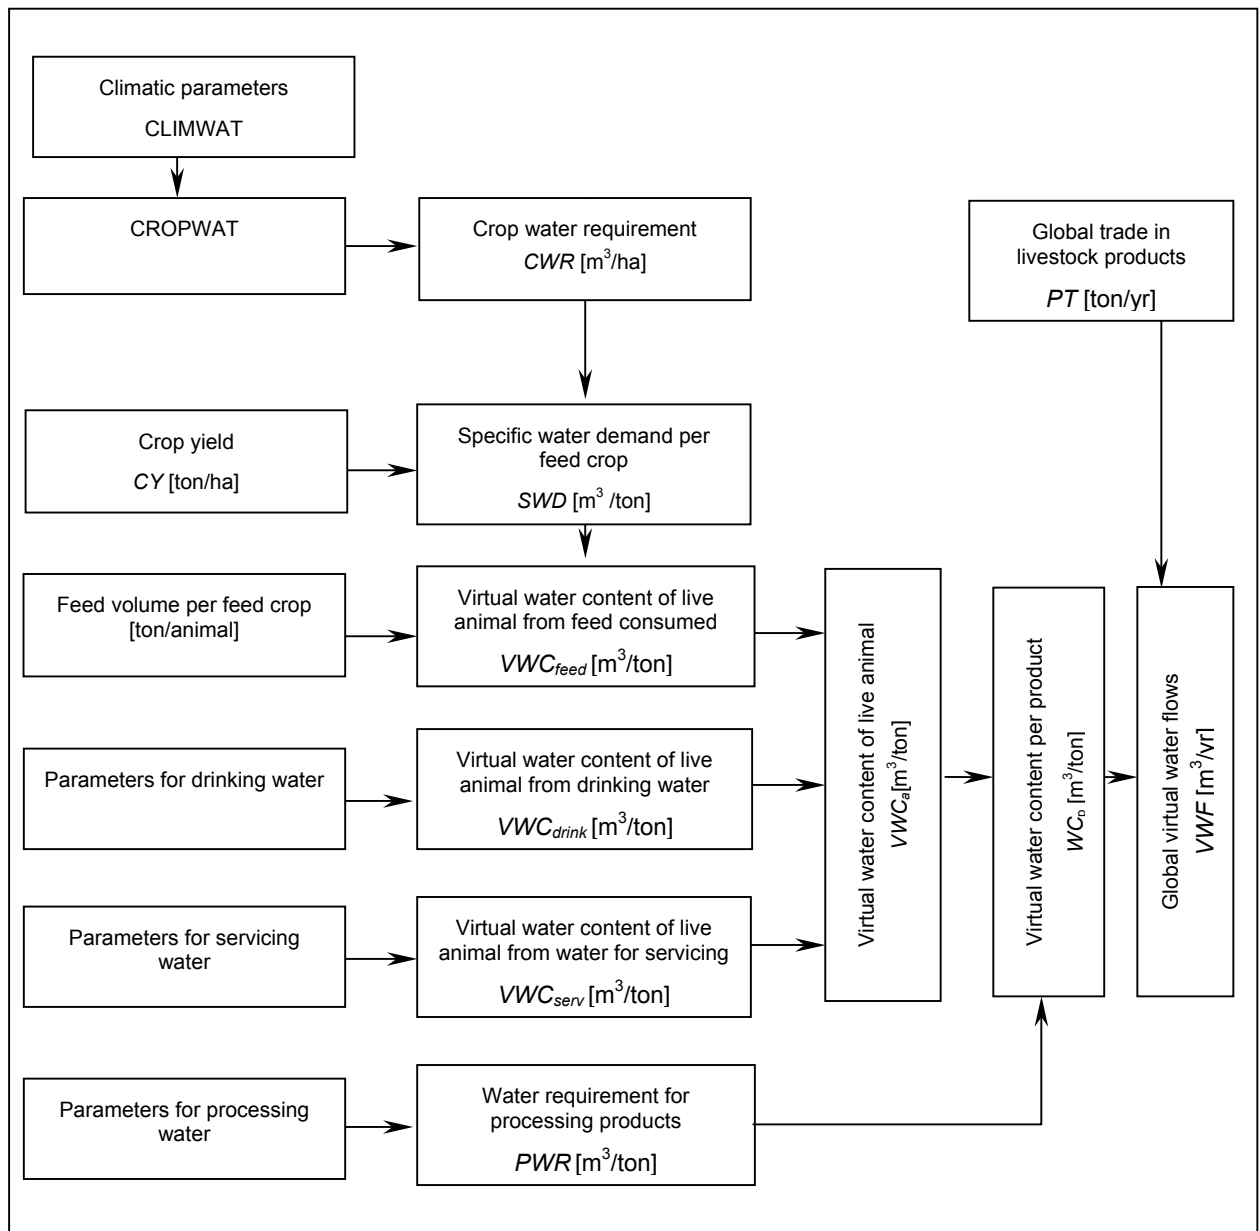 Climatic parameters
CLIMWAT
CROPWAT
Crop water requirement
CWR [m³/ha]
Global trade in
livestock products
PT [ton/yr]
Crop yield
CY [ton/ha]
Specific water demand per
feed crop
SWD [m³ /ton]
Feed volume per feed crop
[ton/animal]
Virtual water content of live
animal from feed consumed
VWCfeed [m³/ton]
Parameters for drinking water
Virtual water content of live
animal from drinking water
VWCdrink [m³/ton]
Parameters for servicing
water
Virtual water content of live
animal from water for servicing
VWCserv [m³/ton]
Parameters for processing
water
Water requirement for
processing products
PWR [m³/ton]
Virtual water content of live animal
VWCa[m³/ton]
Virtual water content per product
WCp [m³/ton]
Global virtual water flows
VWF [m³/yr]